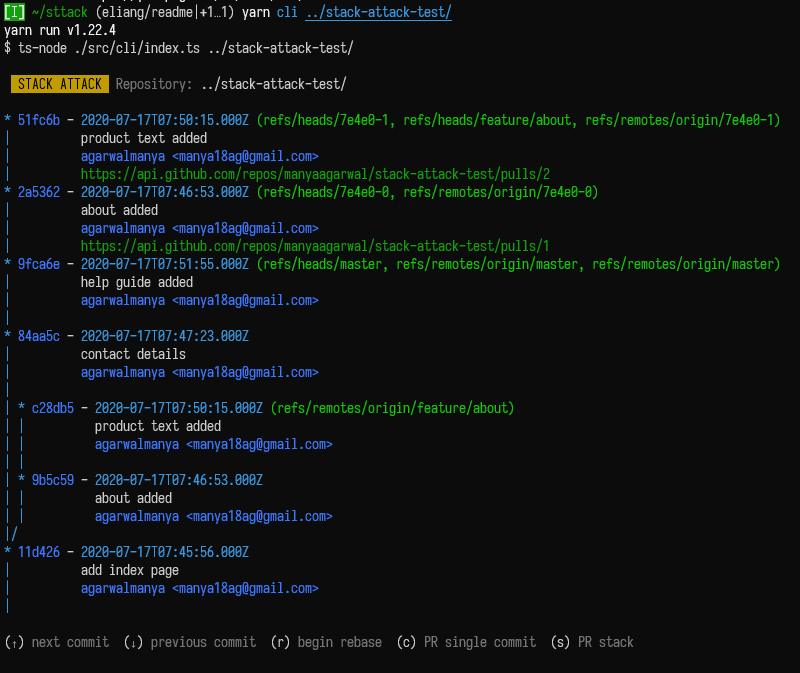 [I] ~/sttack (eliang/readme|+1…1) yarn cli ../stack-attack-test/
yarn run v1.22.4
$ ts-node ./src/cli/index.ts ../stack-attack-test/
STACK ATTACK Repository: ../stack-attack-test/
* 51fc6b - 2020-07-17T07:50:15.000Z (refs/heads/7e4e0-1, refs/heads/feature/about, refs/remotes/origin/7e4e0-1)
| product text added
| agarwalmanya <manya18ag@gmail.com>
| https://api.github.com/repos/manyaagarwal/stack-attack-test/pulls/2
* 2a5362 - 2020-07-17T07:46:53.000Z (refs/heads/7e4e0-0, refs/remotes/origin/7e4e0-0)
| about added
| agarwalmanya <manya18ag@gmail.com>
| https://api.github.com/repos/manyaagarwal/stack-attack-test/pulls/1
* 9fca6e - 2020-07-17T07:51:55.000Z (refs/heads/master, refs/remotes/origin/master, refs/remotes/origin/master)
| help guide added
| agarwalmanya <manya18ag@gmail.com>
|
* 84aa5c - 2020-07-17T07:47:23.000Z
| contact details
| agarwalmanya <manya18ag@gmail.com>
|
| * c28db5 - 2020-07-17T07:50:15.000Z (refs/remotes/origin/feature/about)
| | product text added
| | agarwalmanya <manya18ag@gmail.com>
| |
| * 9b5c59 - 2020-07-17T07:46:53.000Z
| | about added
| | agarwalmanya <manya18ag@gmail.com>
|/
* 11d426 - 2020-07-17T07:45:56.000Z
| add index page
| agarwalmanya <manya18ag@gmail.com>
|
(↑) next commit (↓) previous commit (r) begin rebase (c) PR single commit (s) PR stack